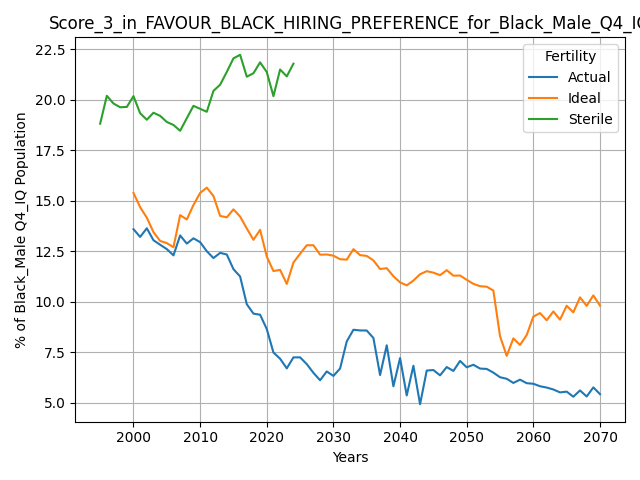 Score_3_in_FAVOUR_BLACK_HIRING_PREFERENCE_for_Black_Male_Q4_IQ
Fertility
Actual
Ideal
Sterile
% of Black_Male Q4_IQ Population
22.5
20.0
17.5
15.0
12.5
10.0
7.5
5.0
2000 2010 2020 2030 2040 2050 2060 2070
Years